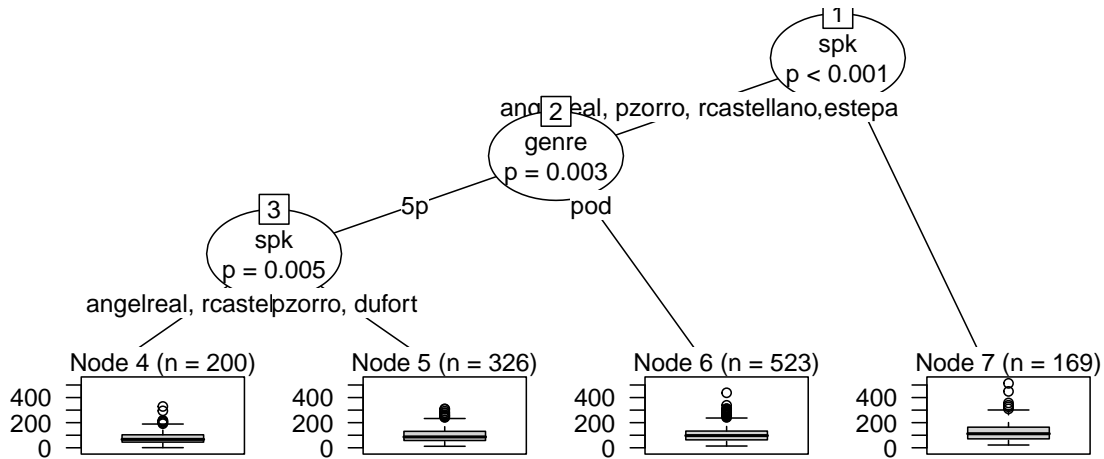 1
spk
p < 0.001
angelreal, pzorro, rcastellano, estepa
2
genre
p = 0.003
5p
pod
3
spk
p = 0.005
angelreal, rcastel
pzorro, dufort
Node 4 (n = 200)
Node 5 (n = 326)
Node 6 (n = 523)
Node 7 (n = 169)
400
200
0
400
200
0
400
200
0
400
200
0